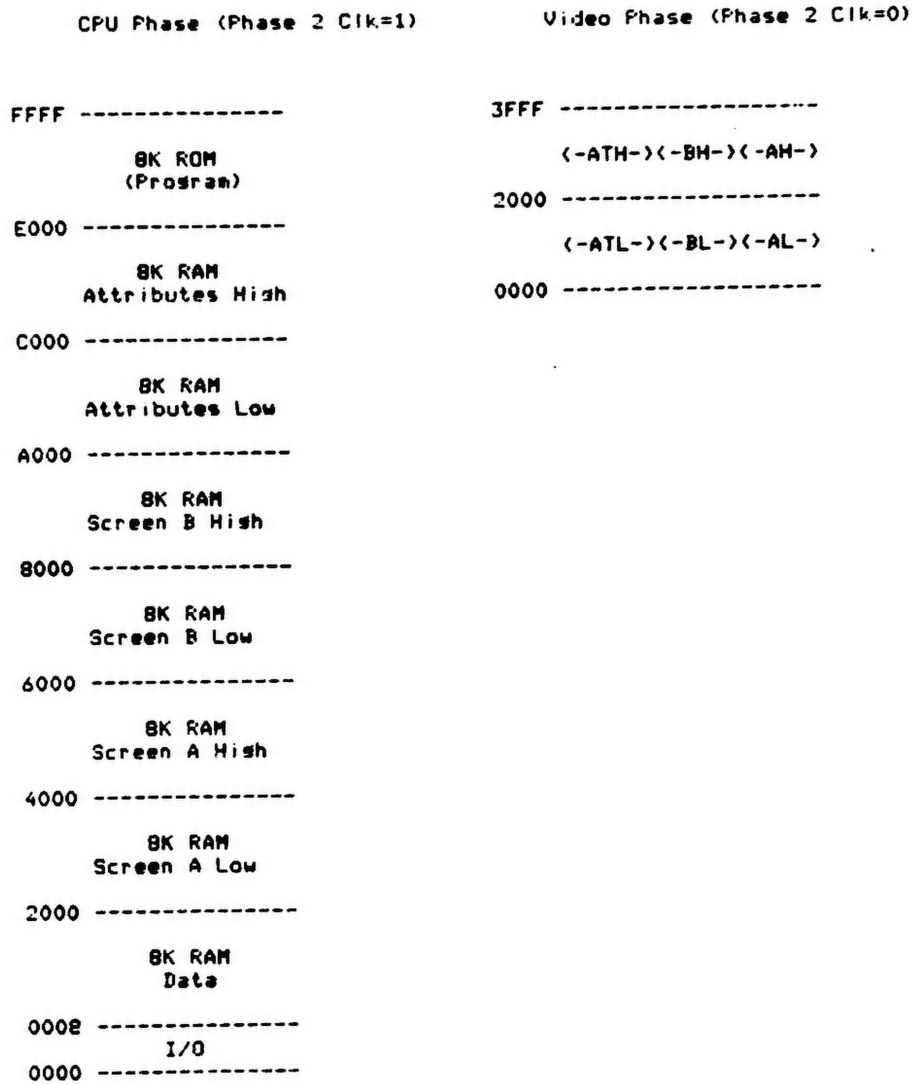 CPU Phase (Phase 2 Clk=1)
Video Phase (Phase 2 Clk=0)
FFFF ---------------
8K ROM
(Program)
E000 ---------------
8K RAM
Attributes High
C000 ---------------
8K RAM
Attributes Low
A000 ---------------
8K RAM
Screen B High
8000 ---------------
8K RAM
Screen B Low
6000 ---------------
8K RAM
Screen A High
4000 ---------------
8K RAM
Screen A Low
2000 ---------------
8K RAM
Data
0008 ---------------
I/O
0000 ---------------
3FFF -------------------
<-ATH-><-BH-><-AH->
2000 -------------------
<-ATL-><-BL-><-AL->
0000 -------------------